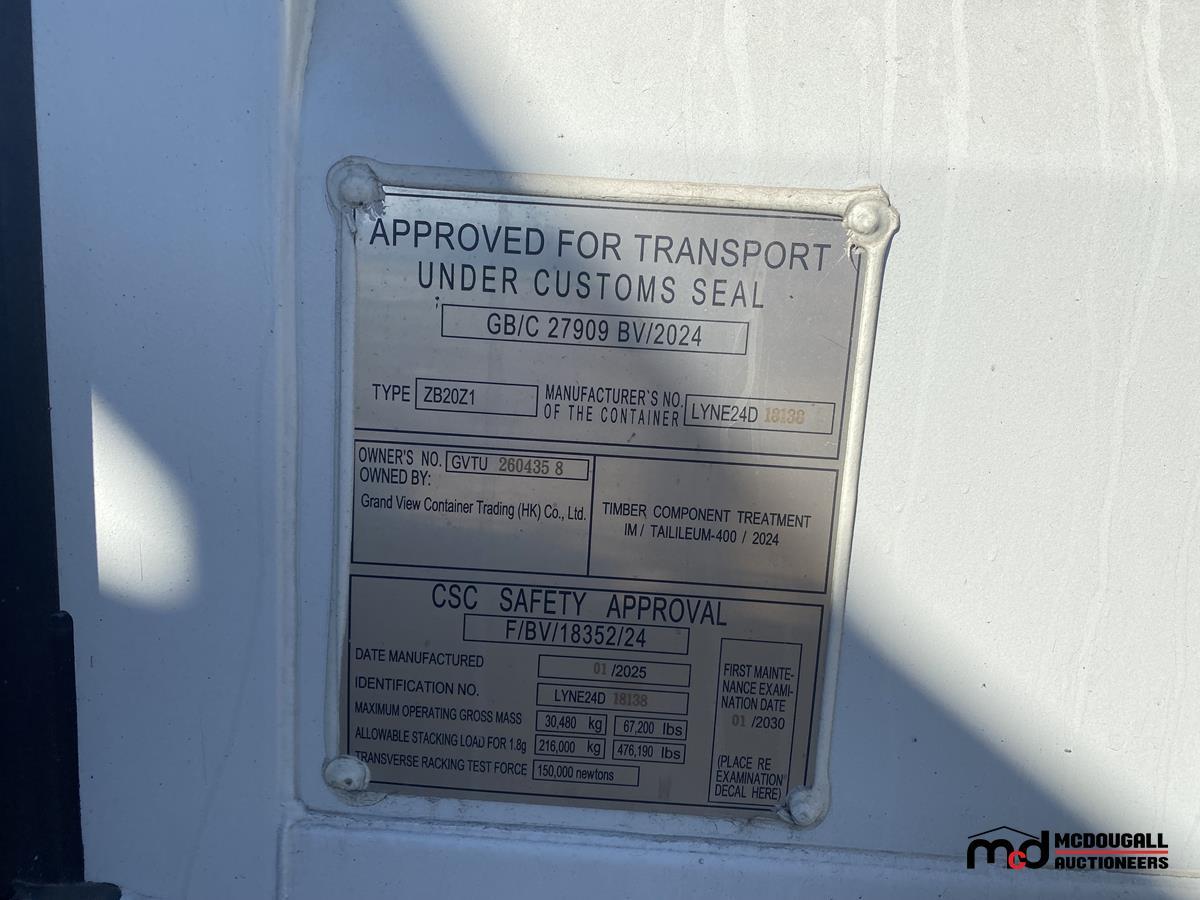 APPROVED FOR TRANSPORT
UNDER CUSTOMS SEAL
GB/C 27909 BV/2024
TYPE ZB20Z1 MANUFACTURER'S NO. OF THE CONTAINER LYNE24D 18138
OWNER'S NO. GVTU 260435 8
OWNED BY:
Grand View Container Trading (HK) Co., Ltd.
TIMBER COMPONENT TREATMENT
IM / TAILILEUM-400 / 2024
CSC SAFETY APPROVAL
F/BV/18352/24
DATE MANUFACTURED 01 /2025
IDENTIFICATION NO. LYNE24D 18138
MAXIMUM OPERATING GROSS MASS 30,480 kg 67,200 lbs
ALLOWABLE STACKING LOAD FOR 1.8g 216,000 kg 476,190 lbs
TRANSVERSE RACKING TEST FORCE 150,000 newtons
FIRST MAINTE-
NANCE EXAMI-
NATION DATE
01 /2030
(PLACE RE
EXAMINATION
DECAL HERE)
mcd MCDOUGALL
AUCTIONEERS